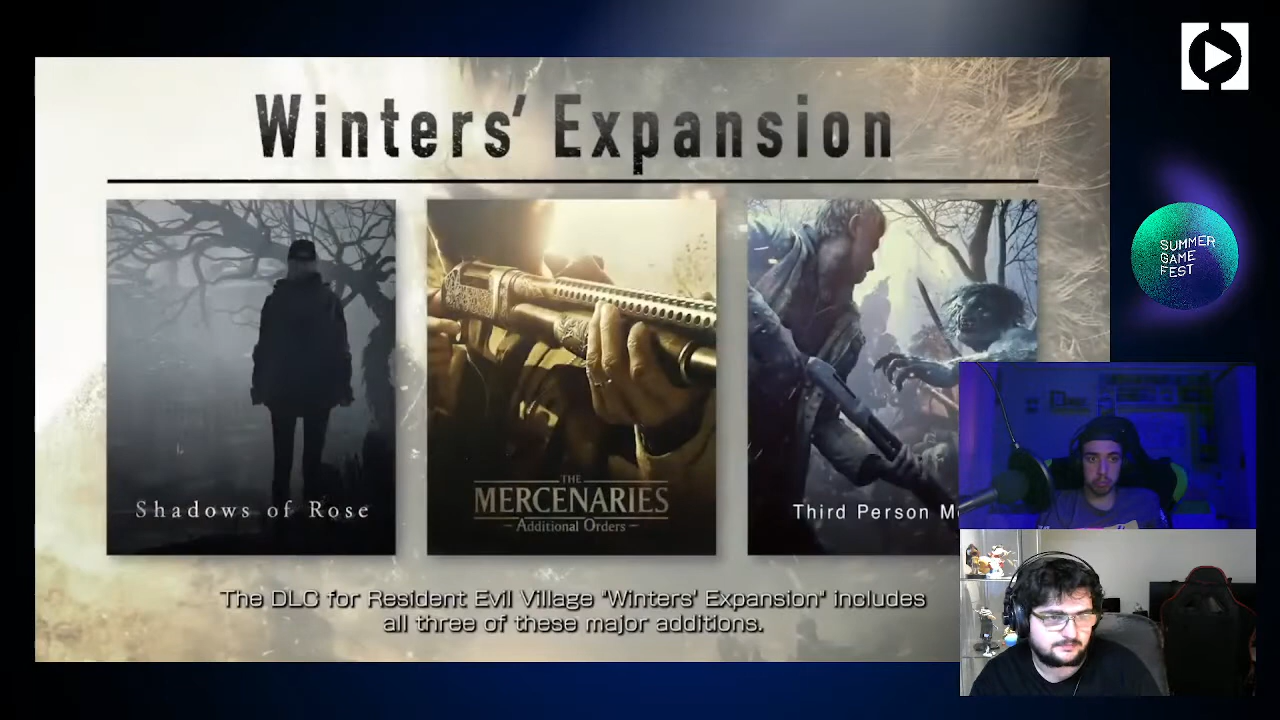 Winters' Expansion
Shadows of Rose
THE
MERCENARIES
Additional Orders
Third Person M
The DLC for Resident Evil Village "Winters' Expansion" includes
all three of these major additions.
SUMMER
GAME
FEST